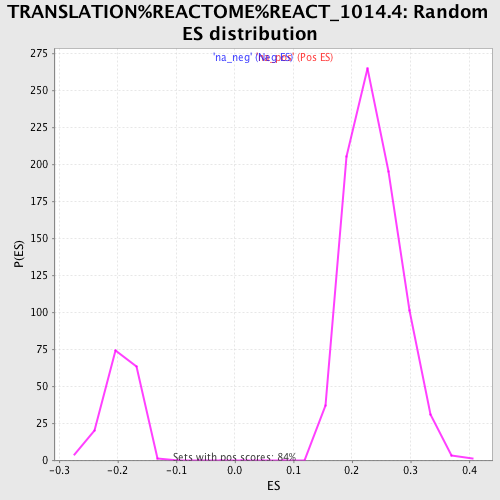 TRANSLATION%REACTOME%REACT_1014.4: Random
ES distribution
'na_neg' (Neg ES) 'na_pos' (Pos ES)
275
250
225
200
175
150
125
100
75
50
25
0
P(ES)
Sets with pos scores: 84%
-0.3 -0.2 -0.1 0.0 0.1 0.2 0.3 0.4
ES